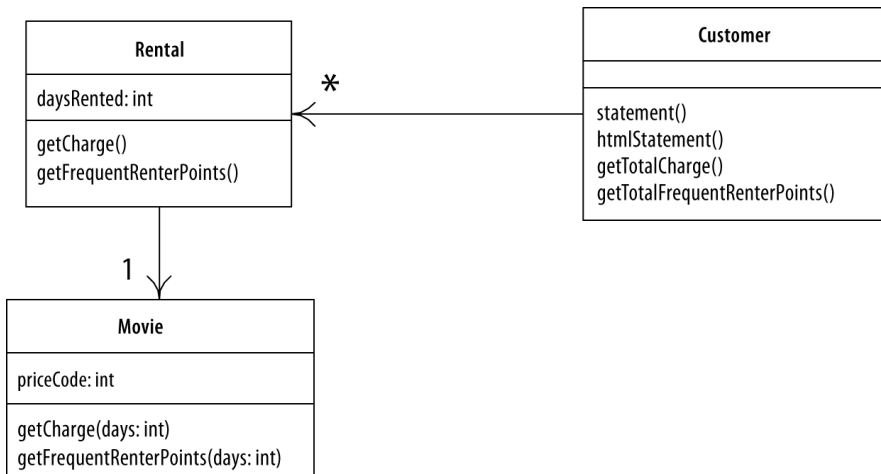 Rental
daysRented: int
getCharge()
getFrequentRenterPoints()
*
Customer
statement()
htmlStatement()
getTotalCharge()
getTotalFrequentRenterPoints()
1
Movie
priceCode: int
getCharge(days: int)
getFrequentRenterPoints(days: int)